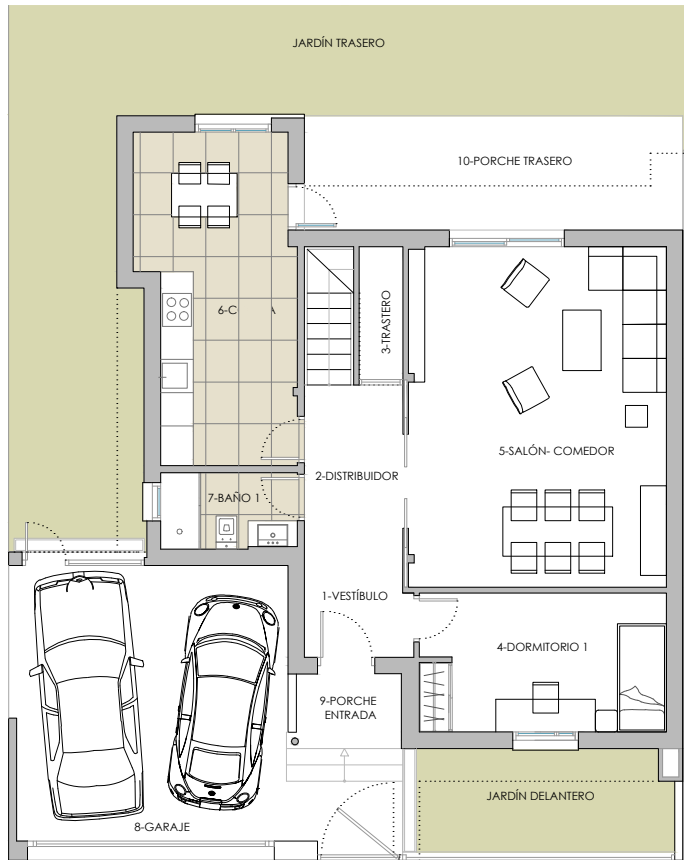 JARDÍN TRASERO
10-PORCHE TRASERO
3-TRASTERO
5-SALÓN- COMEDOR
2-DISTRIBUIDOR
7-BAÑO 1
1-VESTÍBULO
4-DORMITORIO 1
9-PORCHE
ENTRADA
JARDÍN DELANTERO
8-GARAJE